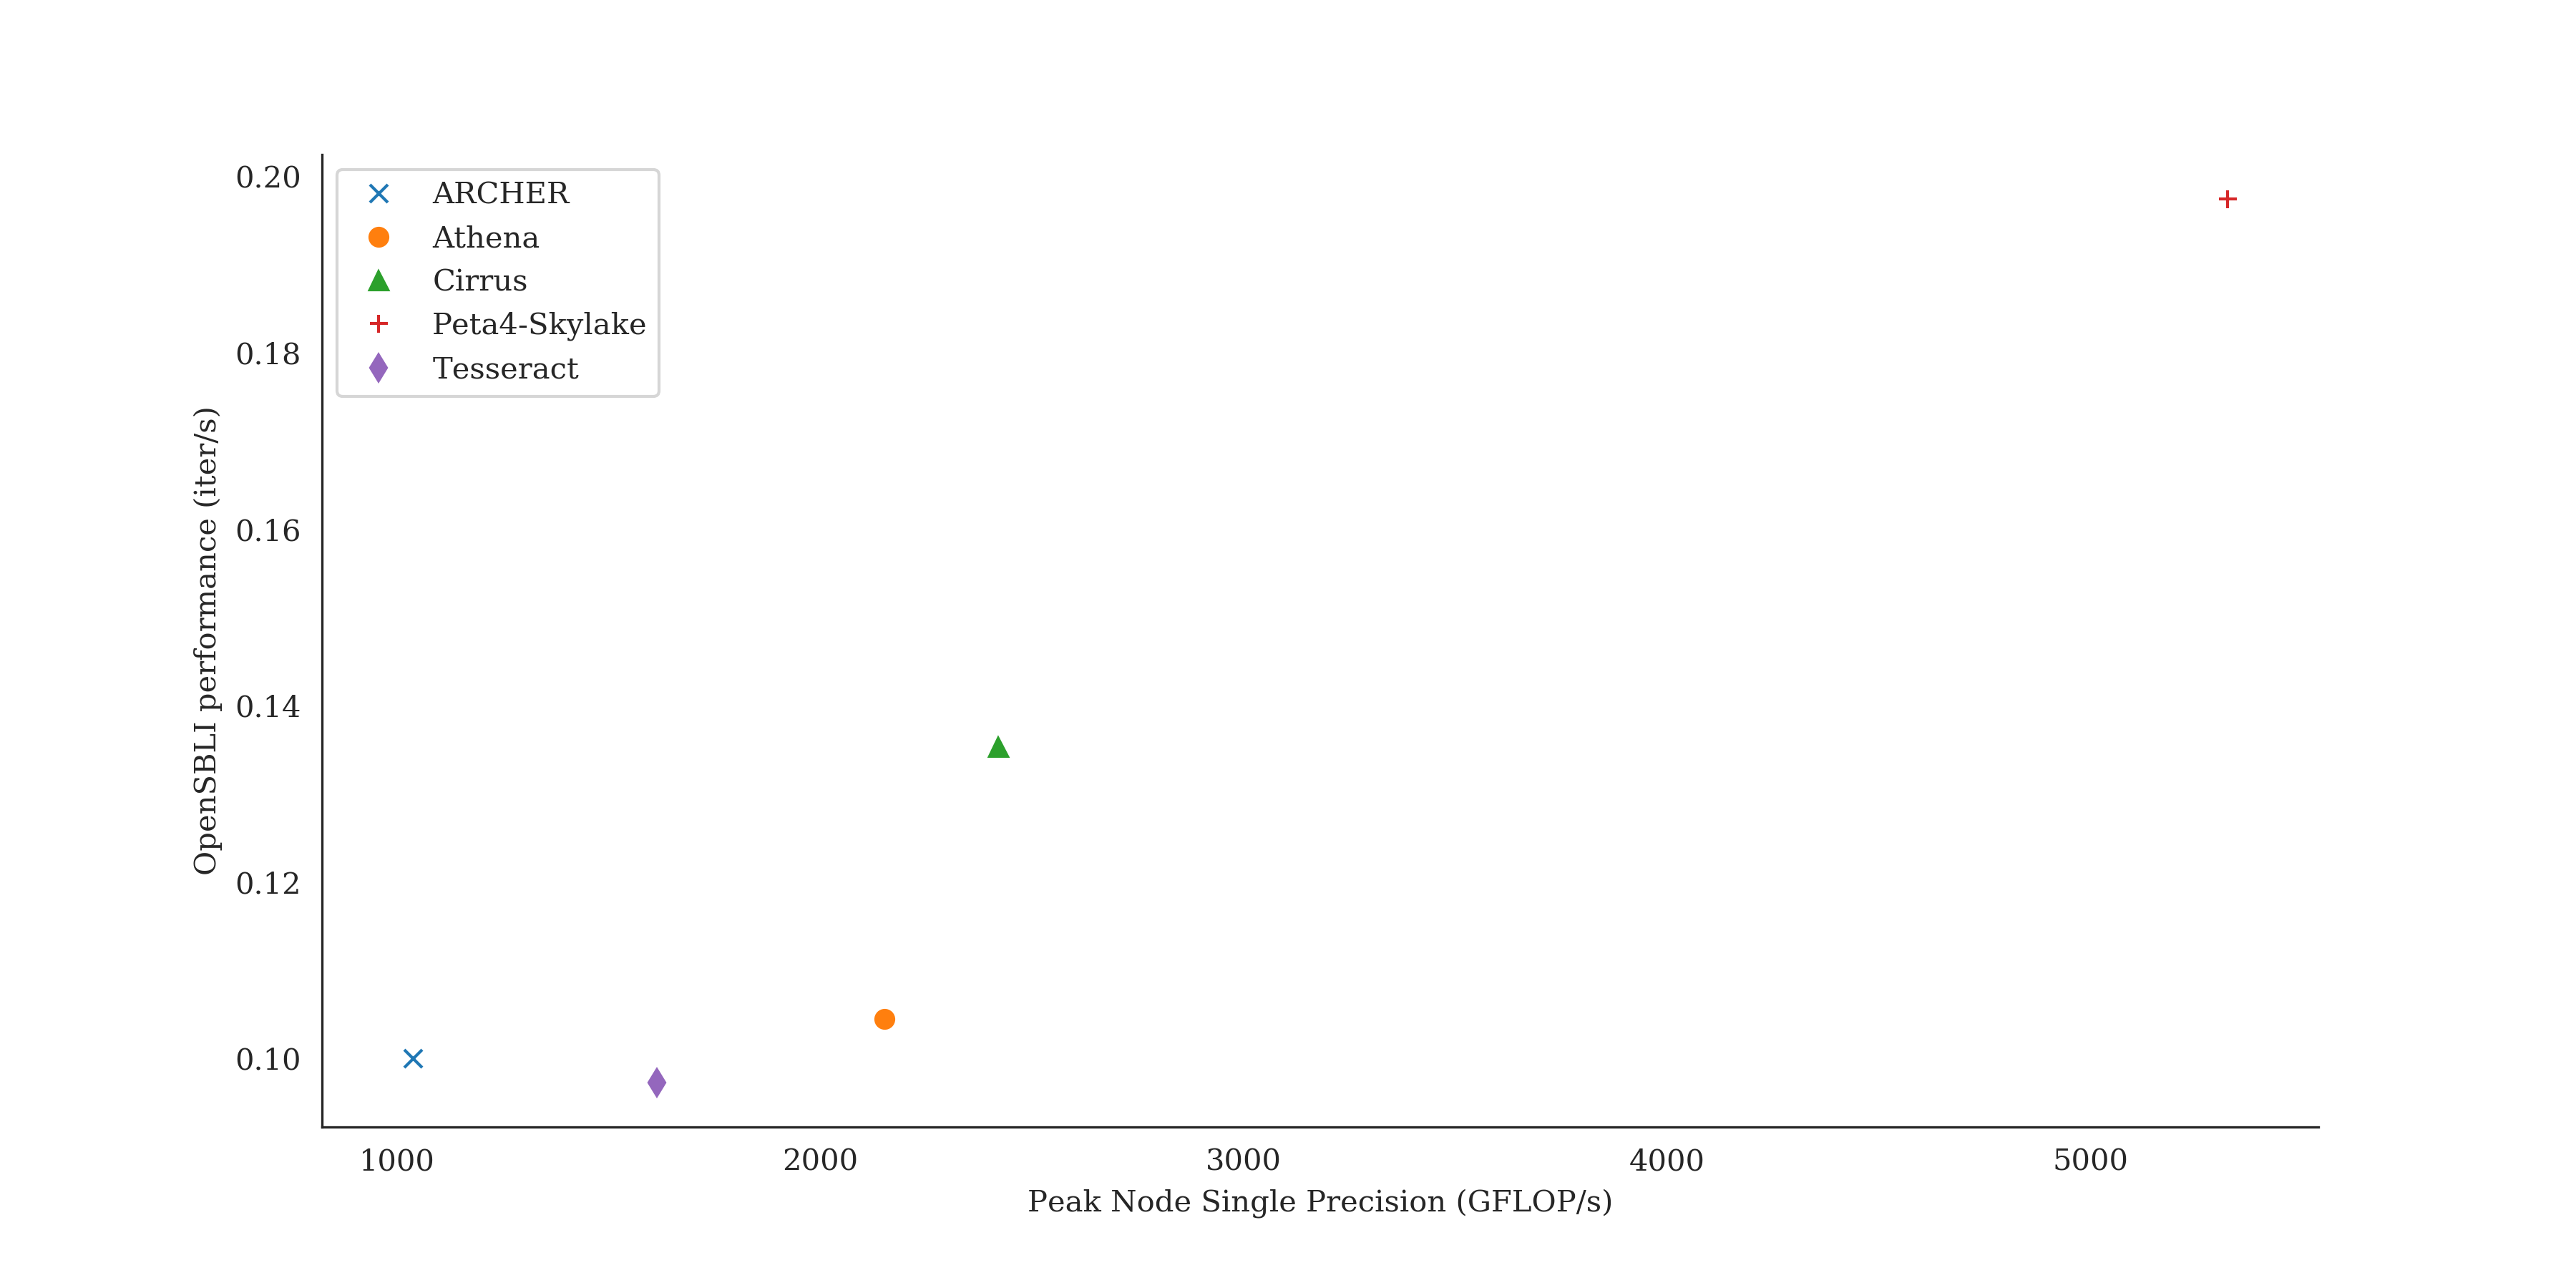 0.20
0.18
0.16
0.14
0.12
0.10
OpenSBLI performance (iter/s)
ARCHER
Athena
Cirrus
Peta4-Skylake
Tesseract
1000
2000
3000
4000
5000
Peak Node Single Precision (GFLOP/s)